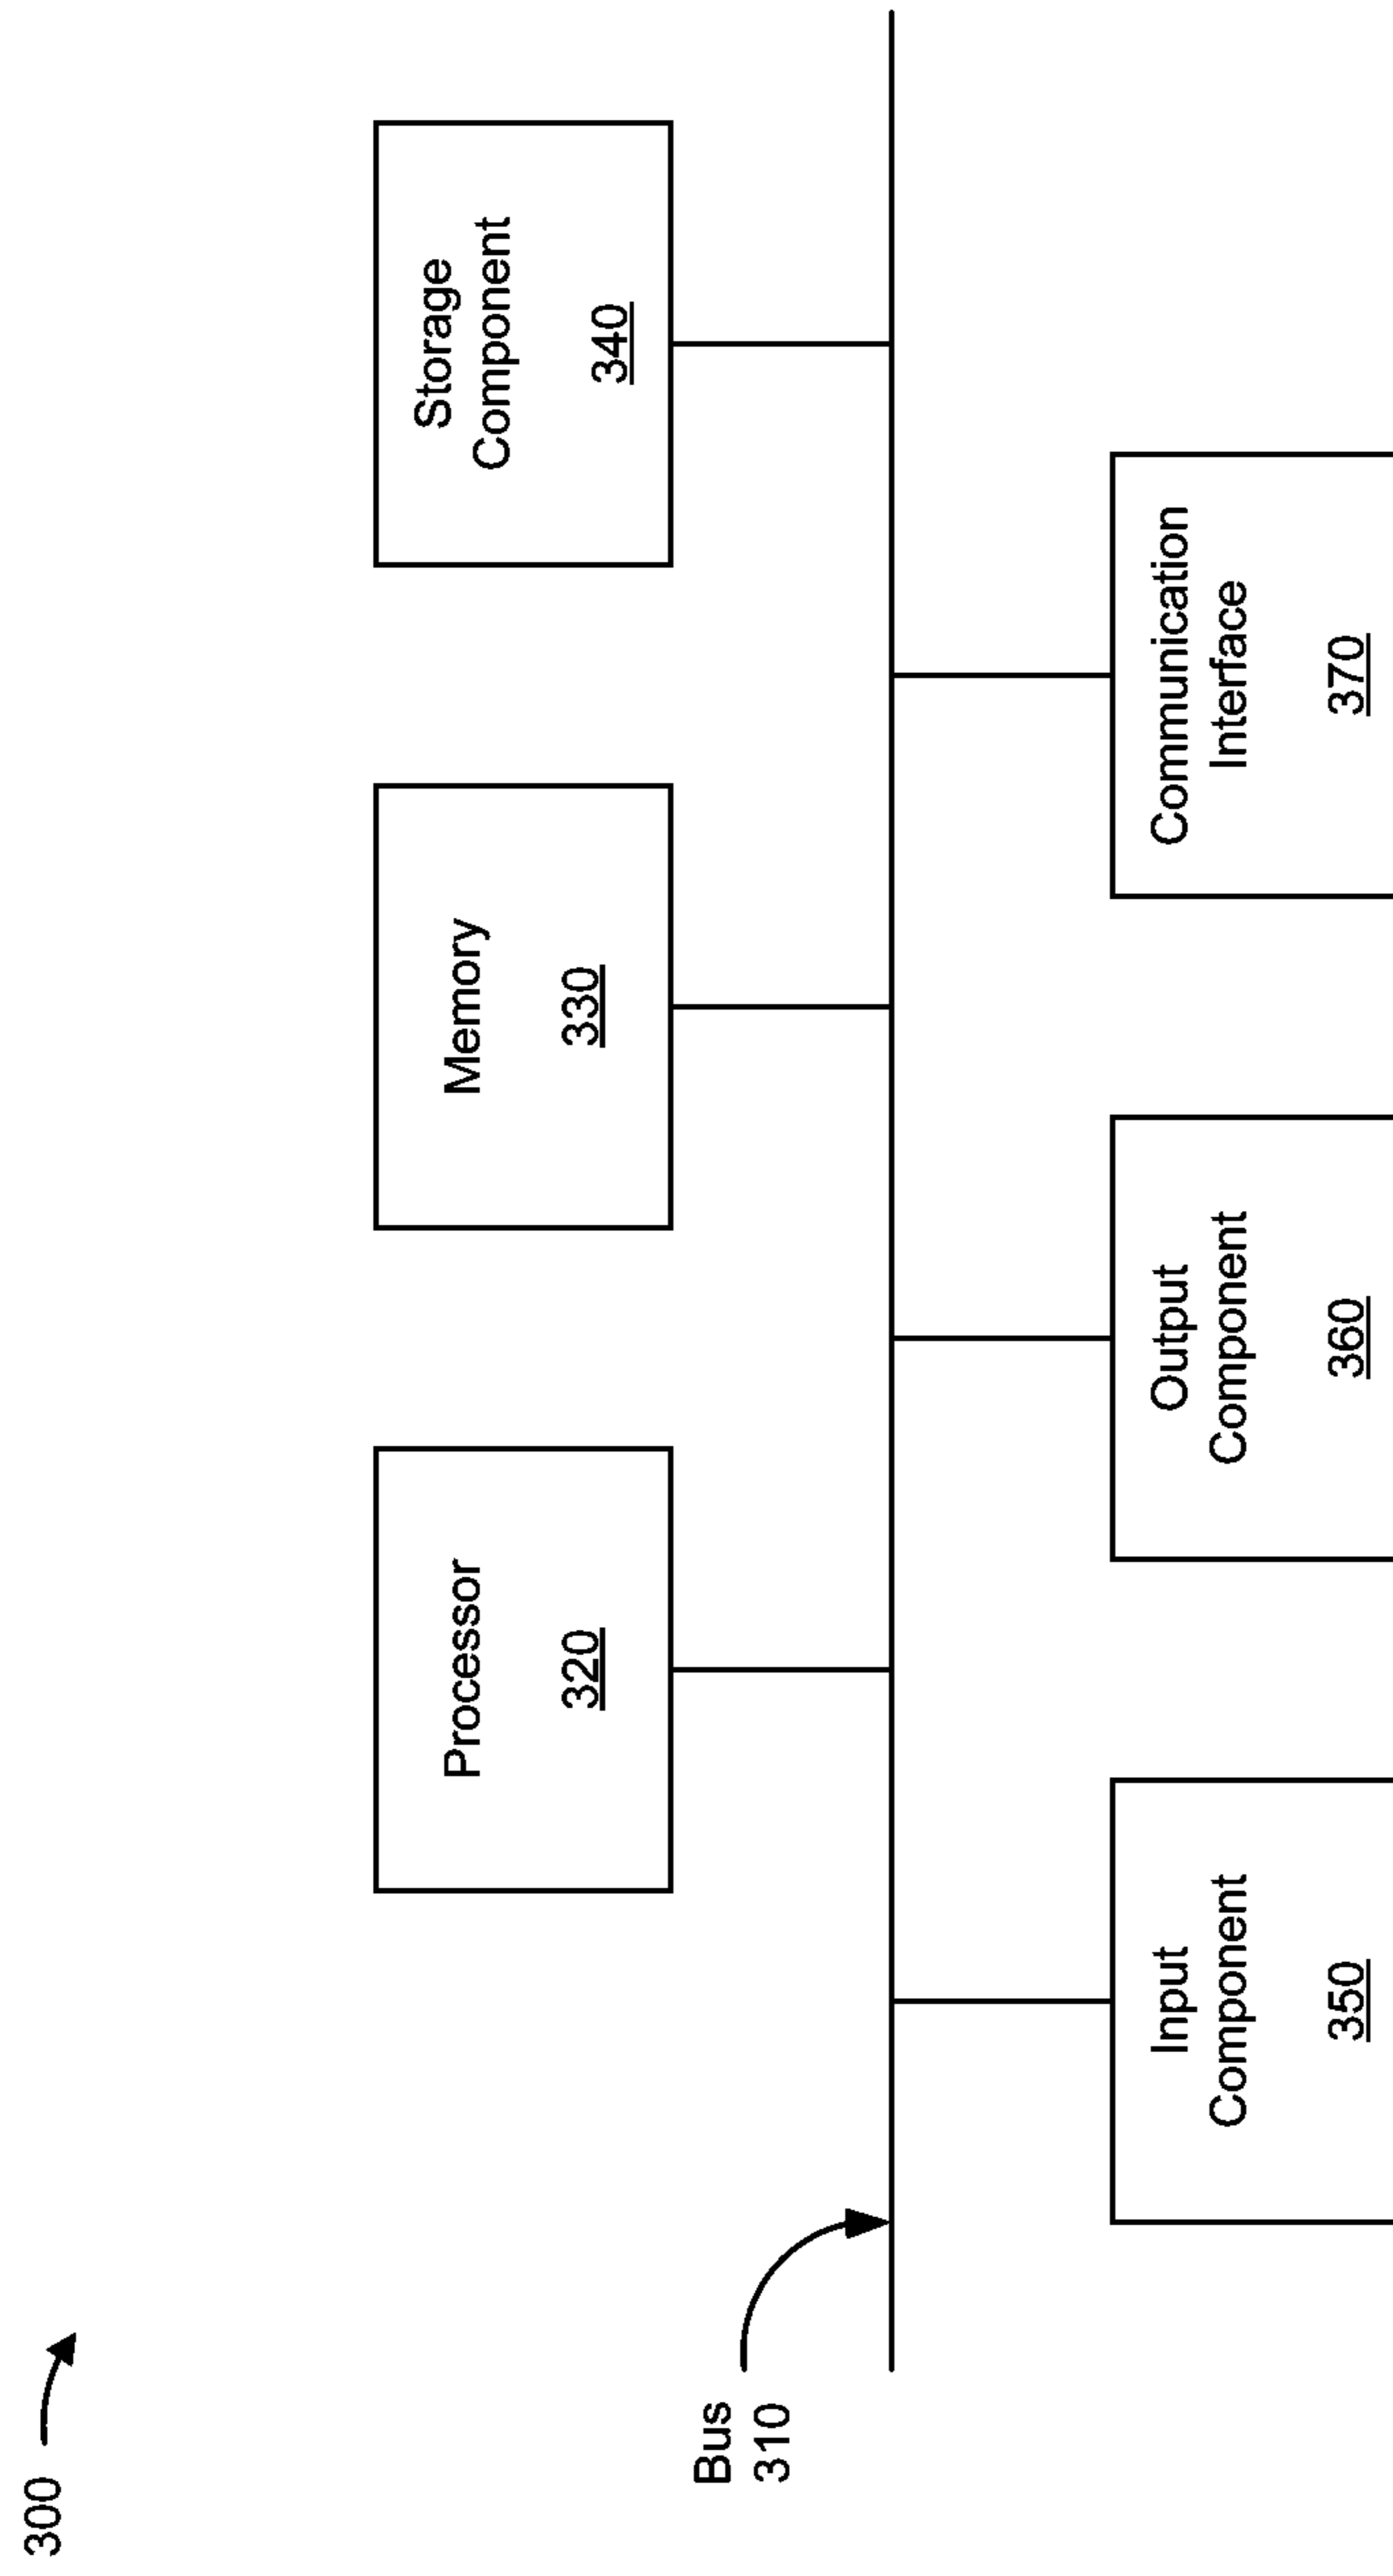 300
Processor
320
Memory
330
Storage
Component
340
Bus
310
Input
Component
350
Output
Component
360
Communication
Interface
370